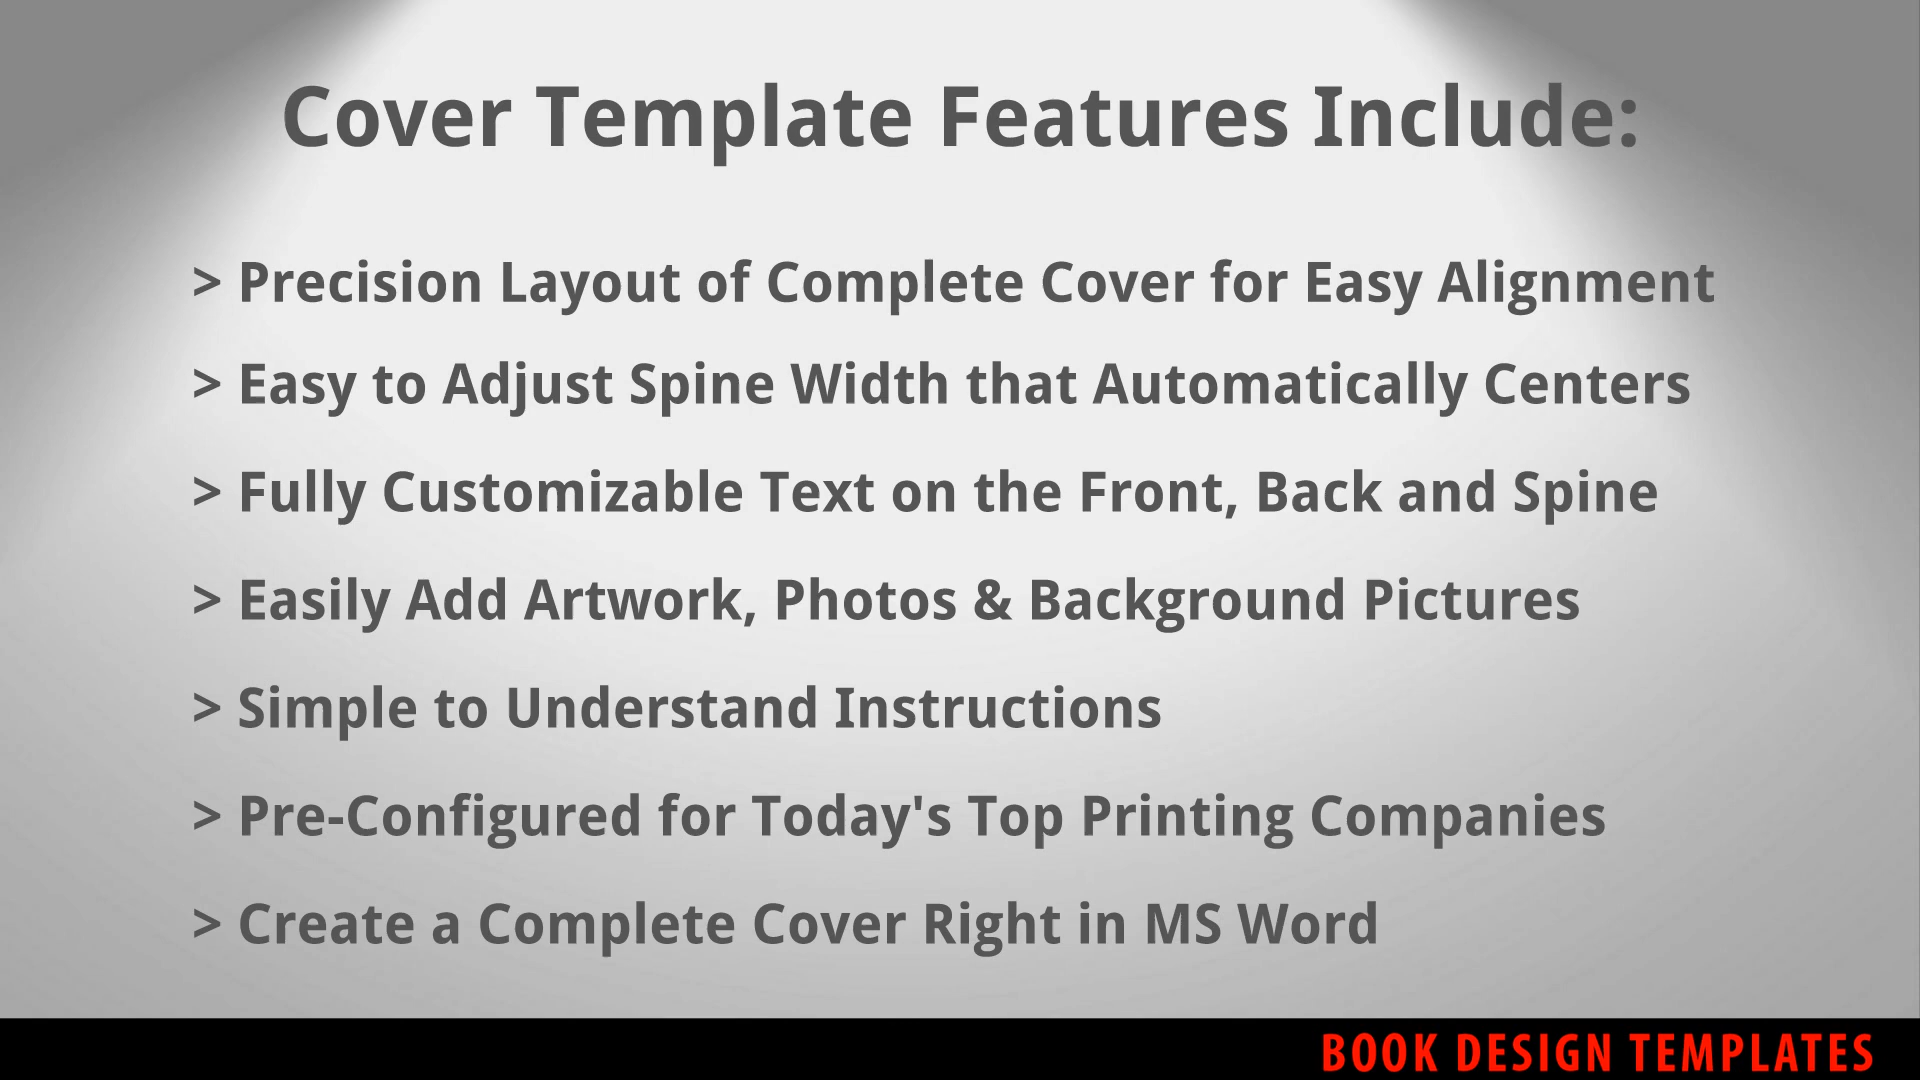 Cover Template Features Include:
> Precision Layout of Complete Cover for Easy Alignment
> Easy to Adjust Spine Width that Automatically Centers
> Fully Customizable Text on the Front, Back and Spine
> Easily Add Artwork, Photos & Background Pictures
> Simple to Understand Instructions
> Pre-Configured for Today's Top Printing Companies
> Create a Complete Cover Right in MS Word
BOOK DESIGN TEMPLATES